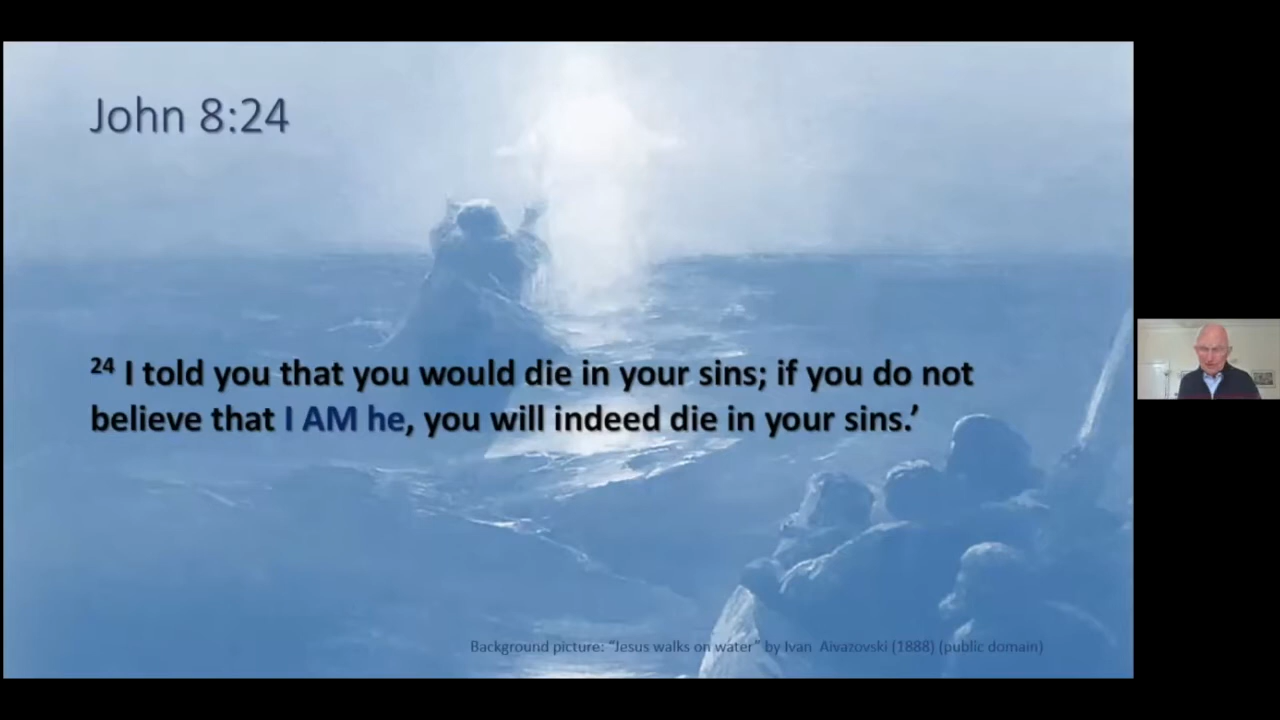 John 8:24
24 I told you that you would die in your sins; if you do not
believe that I AM he, you will indeed die in your sins.’
Background picture: “Jesus walks on water” by Ivan Aivazovski (1888) (public domain)